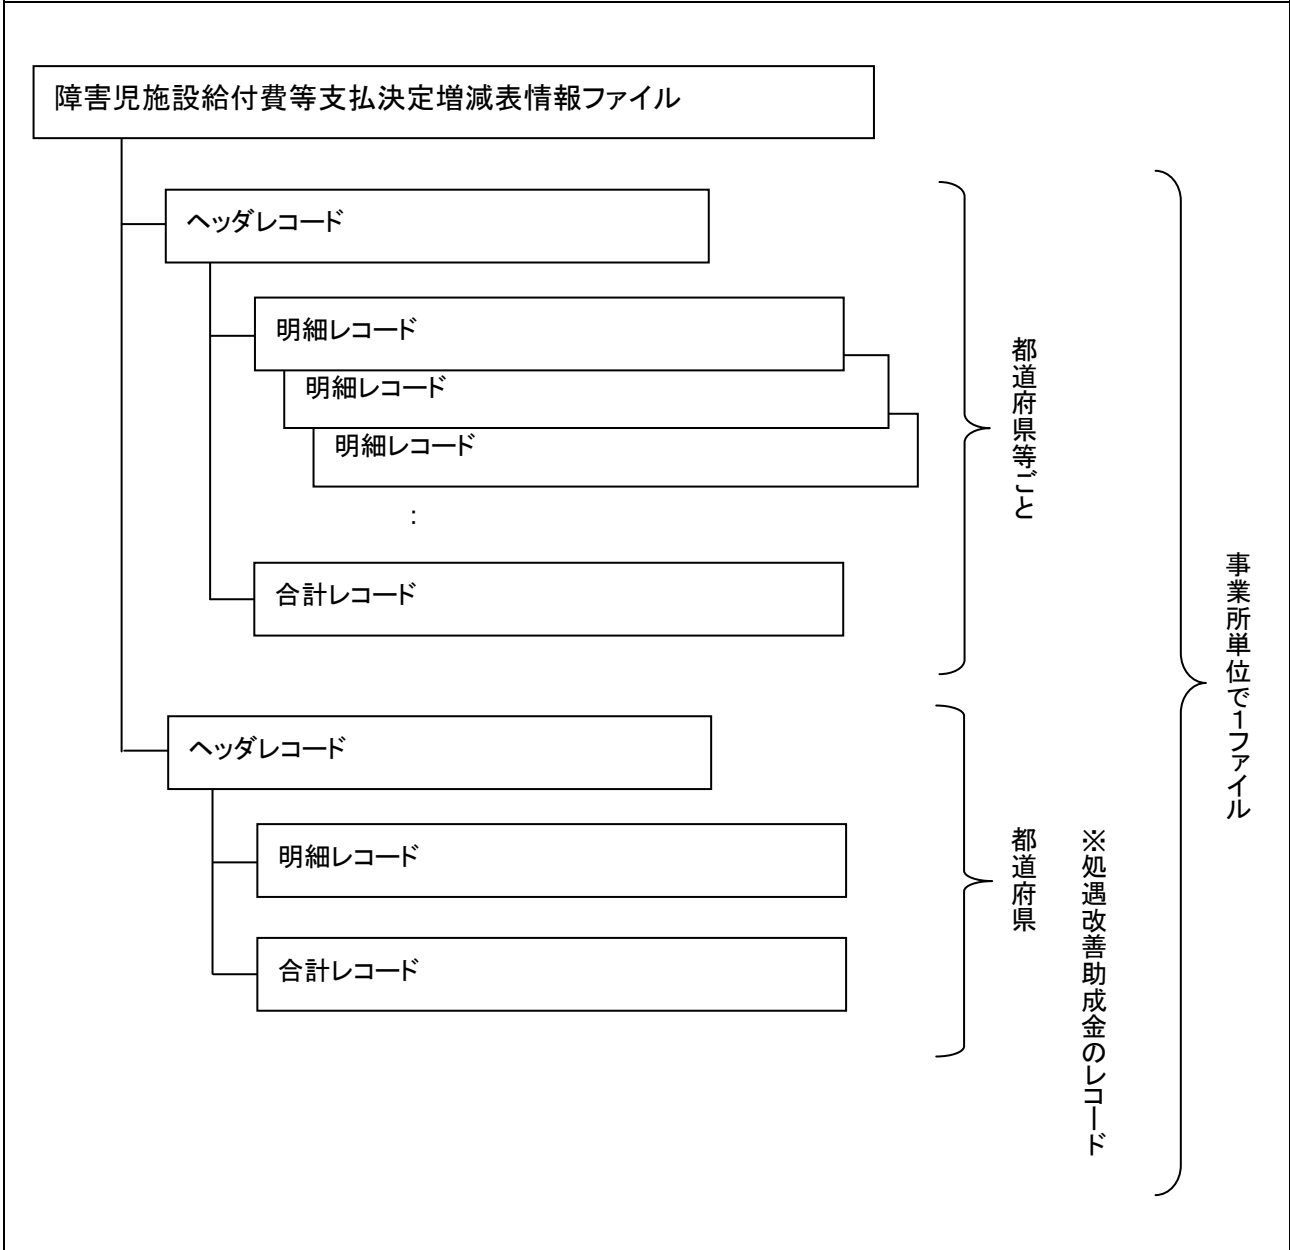 障害児施設給付費等支払決定増減表情報ファイル
ヘッダレコード
明細レコード
明細レコード
明細レコード
:
合計レコード
都道府県等ごと
ヘッダレコード
明細レコード
合計レコード
都道府県
※処遇改善助成金のレコード
事業所単位で1ファイル